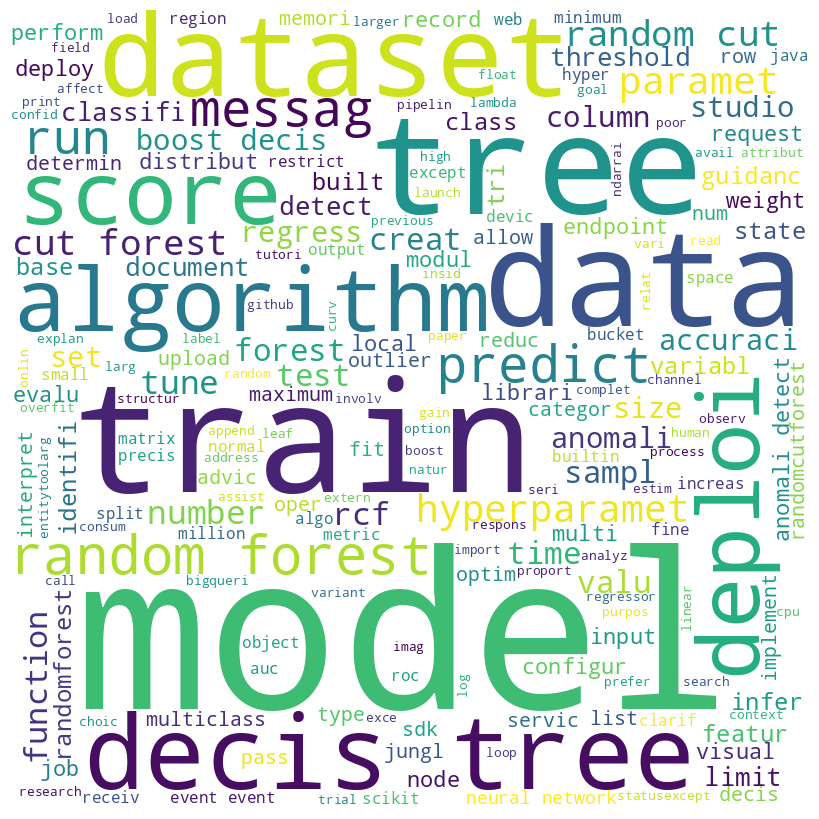 load region memori larger record web minimum
perform field dataset random cut
deploy affect threshold row java
print confid classifi messag float hyper goal paramet
pipelin lambda studio
run boost decis class column poor request
determin distribut restrict high except ndarrai avail attribut
score built tri launch tree guidanc
detect devic num weight
cut forest regress previous creat allow endpoint state
base document tutori output modul insid vari read space
algorithm github curv data relat
explan label forest local paper reduc bucket accuraci
onlin set larg upload outlier predict variabl
small random test channel
evalu tune structur maximum involv librari complet
overfit train gain categor size observ anomali detect
matrix append leaf option human
interpret precis normal fit boost anomali builtin process
entitytoolarg identifi advic address natur sampl randomcutforest
assist extern seri estim increas
split oper rcf hyperparamet
consum number algo metric respons multi fine deploi
million
random forest import time analyz
call bigqueri optim proport valu implement
variant regressor purpos linear cpu
function model
randomforest object imag input
auc roc log configur prefer search infer
choic multiclass type exce servic list clarif context
decis tree sdk featur
job pass jungl node loop visual
limit
research receiv event event trial scikit neural network statusexcept decis